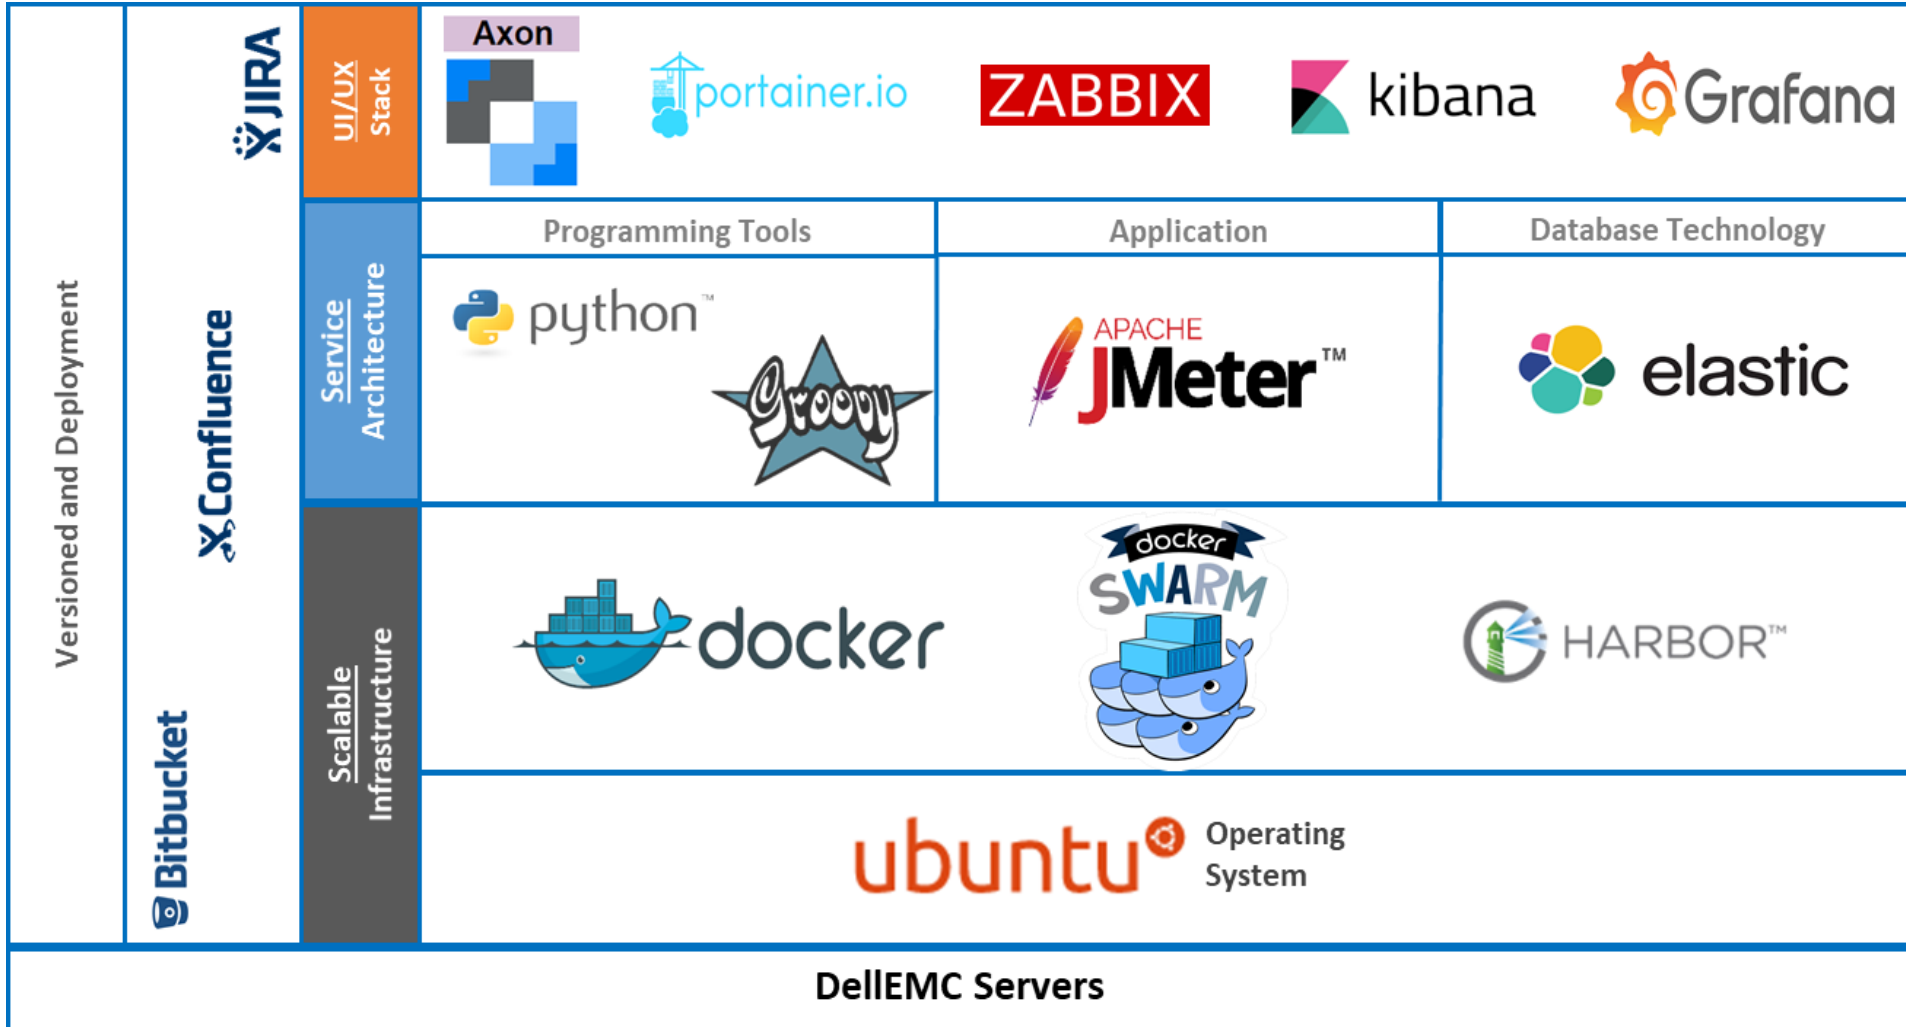 Versioned and Deployment
JIRA
Confluence
Bitbucket
UI/UX
Stack
Axon
portainer.io
ZABBIX
kibana
Grafana
Service
Architecture
Programming Tools
Application
Database Technology
python™
Groovy
APACHE
JMeter™
elastic
Scalable
Infrastructure
docker
docker
SWARM
HARBOR™
ubuntu
Operating
System
DellEMC Servers